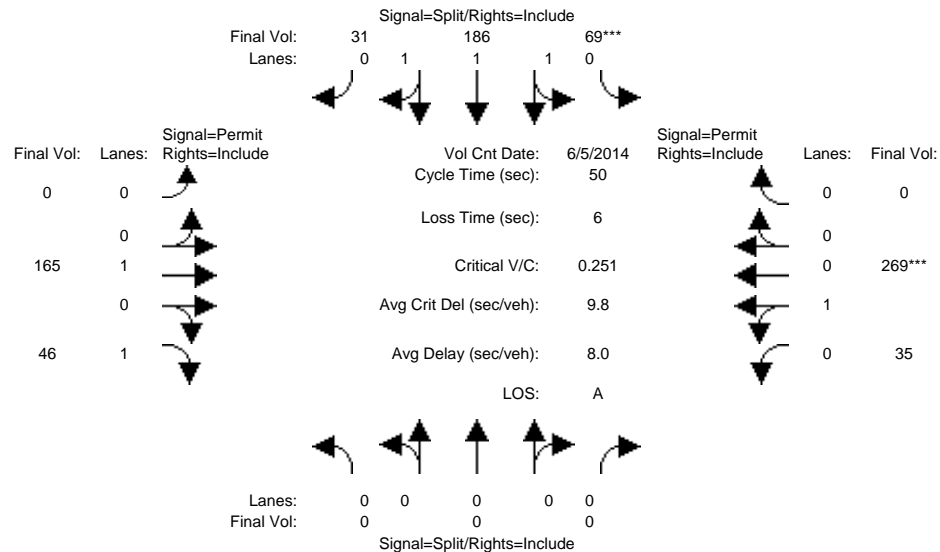 Signal=Split/Rights=Include
Final Vol: 31 186 69***
Lanes: 0 1 1 1 0
Signal=Permit Signal=Permit
Final Vol: Lanes: Rights=Include Vol Cnt Date: 6/5/2014 Rights=Include Lanes: Final Vol:
Cycle Time (sec): 50
0 0 0 0
Loss Time (sec): 6
0 0
165 1 Critical V/C: 0.251 0 269***
0 Avg Crit Del (sec/veh): 9.8 1
46 1 Avg Delay (sec/veh): 8.0 0 35
LOS: A
Lanes: 0 0 0 0 0
Final Vol: 0 0 0
Signal=Split/Rights=Include